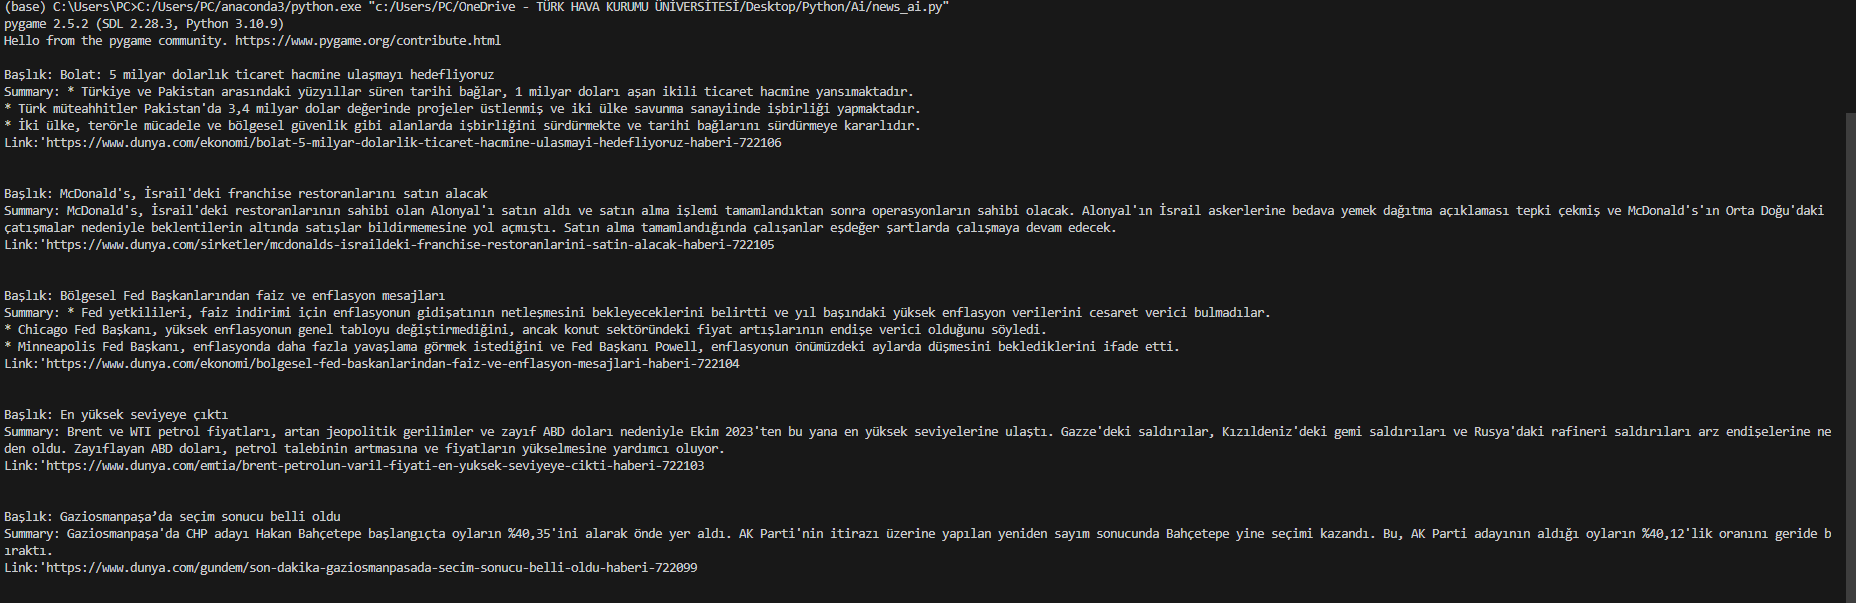 (base) C:\Users\PC>C:/Users/PC/anaconda3/python.exe "c:/Users/PC/OneDrive - TÜRK HAVA KURUMU ÜNİVERSİTESİ/Desktop/Python/Ai/news_ai.py"
pygame 2.5.2 (SDL 2.28.3, Python 3.10.9)
Hello from the pygame community. https://www.pygame.org/contribute.html
Başlık: Bolat: 5 milyar dolarlık ticaret hacmine ulaşmayı hedefliyoruz
Summary: * Türkiye ve Pakistan arasındaki yüzyıllar süren tarihi bağlar, 1 milyar doları aşan ikili ticaret hacmine yansımaktadır.
* Türk müteahhitler Pakistan'da 3,4 milyar dolar değerinde projeler üstlenmiş ve iki ülke savunma sanayiinde işbirliği yapmaktadır.
* İki ülke, terörle mücadele ve bölgesel güvenlik gibi alanlarda işbirliğini sürdürmekte ve tarihi bağlarını sürdürmeye kararlıdır.
Link:'https://www.dunya.com/ekonomi/bolat-5-milyar-dolarlik-ticaret-hacmine-ulasmayi-hedefliyoruz-haberi-722106
Başlık: McDonald's, İsrail'deki franchise restoranlarını satın alacak
Summary: McDonald's, İsrail'deki restoranlarının sahibi olan Alonyal'ı satın aldı ve satın alma işlemi tamamlandıktan sonra operasyonların sahibi olacak. Alonyal'ın İsrail askerlerine bedava yemek dağıtma açıklaması tepki çekmiş ve McDonald's'ın Orta Doğu'daki
çatışmalar nedeniyle beklentilerin altında satışlar bildirmemesine yol açmıştı. Satın alma tamamlandığında çalışanlar eşdeğer şartlarda çalışmaya devam edecek.
Link:'https://www.dunya.com/sirketler/mcdonalds-israildeki-franchise-restoranlarini-satin-alacak-haberi-722105
Başlık: Bölgesel Fed Başkanlarından faiz ve enflasyon mesajları
Summary: * Fed yetkilileri, faiz indirimi için enflasyonun gidişatının netleşmesini bekleyeceklerini belirtti ve yıl başındaki yüksek enflasyon verilerini cesaret verici bulmadılar.
* Chicago Fed Başkanı, yüksek enflasyonun genel tabloyu değiştirmediğini, ancak konut sektöründeki fiyat artışlarının endişe verici olduğunu söyledi.
* Minneapolis Fed Başkanı, enflasyonda daha fazla yavaşlama görmek istediğini ve Fed Başkanı Powell, enflasyonun önümüzdeki aylarda düşmesini beklediklerini ifade etti.
Link:'https://www.dunya.com/ekonomi/bolgesel-fed-baskanlarindan-faiz-ve-enflasyon-mesajlari-haberi-722104
Başlık: En yüksek seviyeye çıktı
Summary: Brent ve WTI petrol fiyatları, artan jeopolitik gerilimler ve zayıf ABD doları nedeniyle Ekim 2023'ten bu yana en yüksek seviyelerine ulaştı. Gazze'deki saldırılar, Kızıldeniz'deki gemi saldırıları ve Rusya'daki rafineri saldırıları arz endişelerine ne
den oldu. Zayıflayan ABD doları, petrol talebinin artmasına ve fiyatların yükselmesine yardımcı oluyor.
Link:'https://www.dunya.com/emtia/brent-petrolun-varil-fiyati-en-yuksek-seviyeye-cikti-haberi-722103
Başlık: Gaziosmanpaşa’da seçim sonucu belli oldu
Summary: Gaziosmanpaşa'da CHP adayı Hakan Bahçetepe başlangıçta oyların %40,35'ini alarak önde yer aldı. AK Parti'nin itirazı üzerine yapılan yeniden sayım sonucunda Bahçetepe yine seçimi kazandı. Bu, AK Parti adayının aldığı oyların %40,12'lik oranını geride b
ıraktı.
Link:'https://www.dunya.com/gundem/son-dakika-gaziosmanpasada-secim-sonucu-belli-oldu-haberi-722099